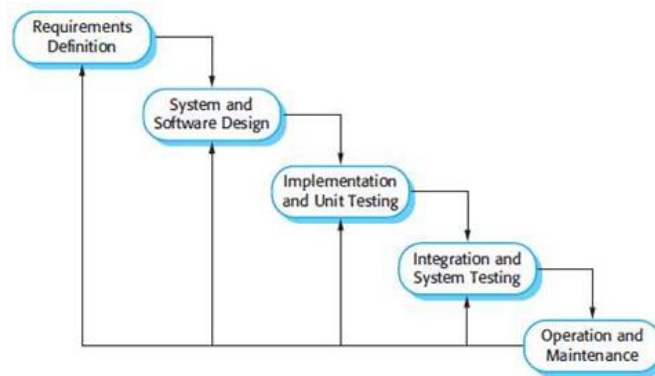 Requirements
Definition
System and
Software Design
Implementation
and Unit Testing
Integration and
System Testing
Operation and
Maintenance